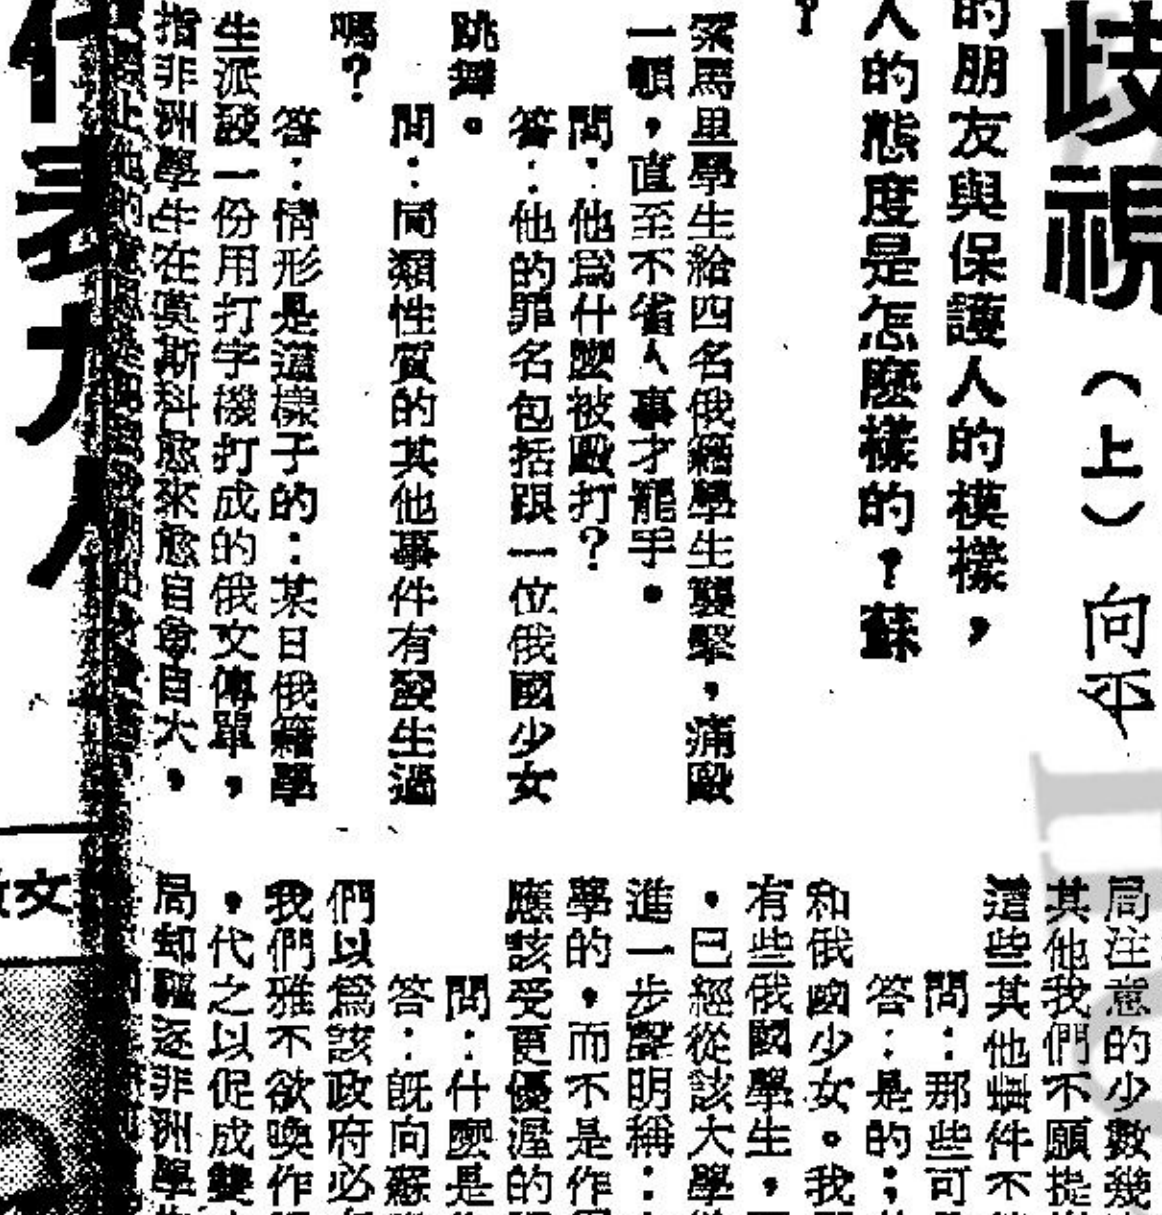 歧視（上）向平
的朋友與保護人的模樣，
人的態度是怎麼樣的？蘇
？
索馬里學生給四名俄籍學生襲擊，痛毆
一頓，直至不省人事才罷手。
問：他爲什麼被毆打？
答：他的罪名包括跟一位俄國少女
跳舞。
問：同類性質的其他事件有發生過
嗎？
答：情形是這樣子的：某日俄籍學
生派發一份用打字機打成的俄文傳單，
指非洲學生在莫斯科愈來愈自尊自大，
局注意的少數幾
其他我們不願提
這些其他事件不
問：那些可
答：是的；
和俄國少女。我
有些俄國學生，
。已經從該大學
進一步聲明稱：
學的，而不是作
應該受更優渥的
問：什麼是
答：旣向蘇
們以爲該政府必
我們雅不欲喚作
。代之以促成雙
局却驅逐非洲學
代表
文